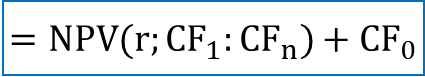 = NPV(r; CF₁: CFₙ) + CF₀